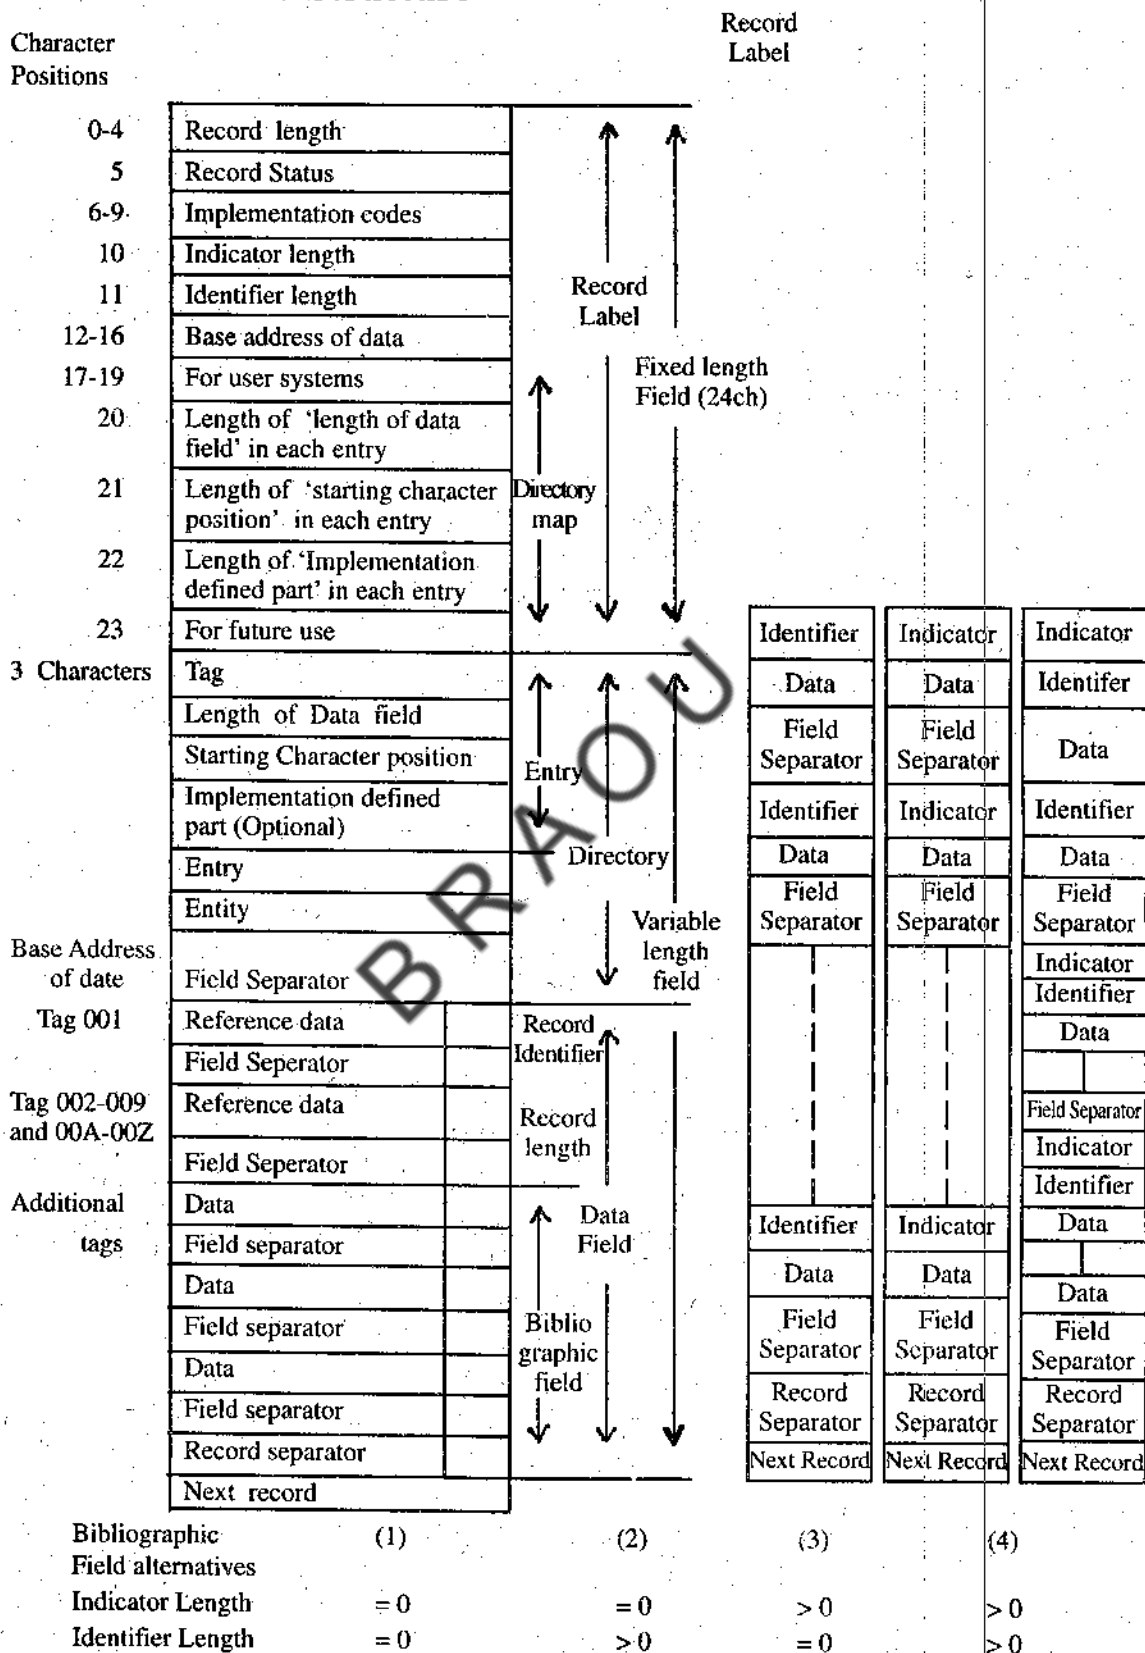 Record
Label
Character
Positions
0-4 Record length
5 Record Status
6-9 Implementation codes
10 Indicator length
11 Identifier length
12-16 Base address of data
17-19 For user systems
20 Length of 'length of data
field' in each entry
21 Length of 'starting character
position' in each entry
22 Length of 'Implementation
defined part' in each entry
23 For future use
3 Characters Tag
Length of Data field
Starting Character position
Implementation defined
part (Optional)
Entry
Entity
Base Address
of date
Field Separator
Tag 001 Reference data
Field Seperator
Tag 002-009
and 00A-00Z
Reference data
Field Seperator
Additional
tags
Data
Field separator
Data
Field separator
Data
Field separator
Record separator
Next record
Record
Label
Fixed length
Field (24ch)
Directory
map
Entry
Directory
Variable
length
field
Record
Identifier
Record
length
Data
Field
Biblio
graphic
field
BRAOU
Identifier
Data
Field
Separator
Identifier
Data
Field
Separator
Identifier
Data
Field
Separator
Record
Separator
Next Record
Indicator
Data
Field
Separator
Indicator
Data
Field
Separator
Indicator
Data
Field
Separator
Record
Separator
Next Record
Indicator
Identifer
Data
Identifier
Data
Field
Separator
Indicator
Identifier
Data
Field Separator
Indicator
Identifier
Data
Data
Field
Separator
Record
Separator
Next Record
Bibliographic (1) (2) (3) (4)
Field alternatives
Indicator Length = 0 = 0 > 0 > 0
Identifier Length = 0 > 0 = 0 > 0